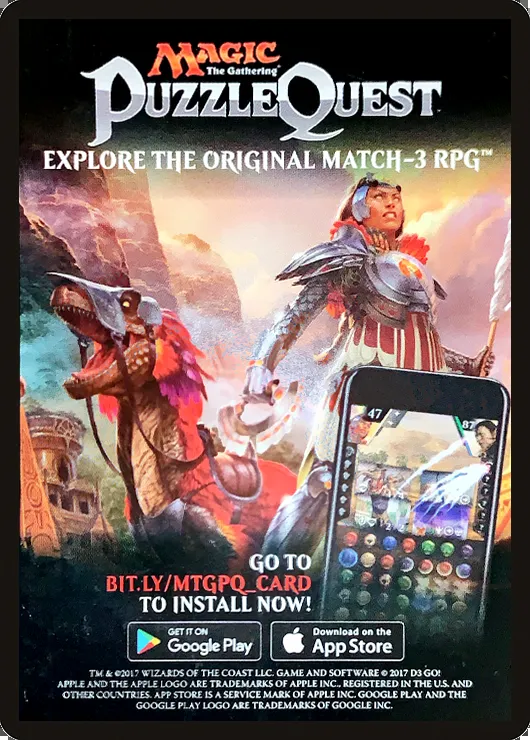 MAGIC
The Gathering®
PUZZLEQUEST
EXPLORE THE ORIGINAL MATCH-3 RPG™
47
87
GO TO
BIT.LY/MTGPQ_CARD
TO INSTALL NOW!
GET IT ON
Google Play
Download on the
App Store
TM & ©2017 WIZARDS OF THE COAST LLC. GAME AND SOFTWARE © 2017 D3 GO!
APPLE AND THE APPLE LOGO ARE TRADEMARKS OF APPLE INC., REGISTERED IN THE U.S. AND
OTHER COUNTRIES. APP STORE IS A SERVICE MARK OF APPLE INC. GOOGLE PLAY AND THE
GOOGLE PLAY LOGO ARE TRADEMARKS OF GOOGLE INC.